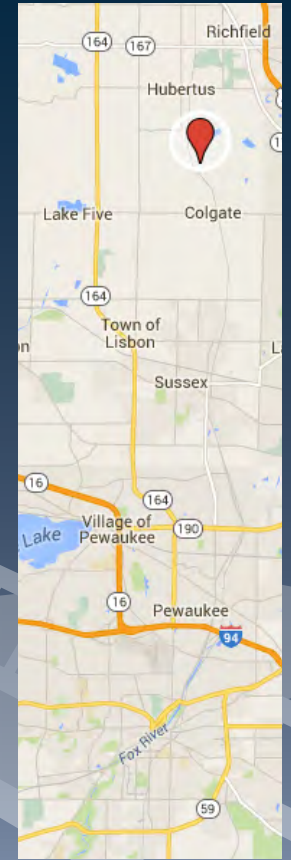 Richfield
164
167
Hubertus
1
Lake Five
Colgate
164
Town of
Lisbon
n
L
Sussex
16
164
Village of
Pewaukee
190
Lake
16
Pewaukee
94
Fox River
59